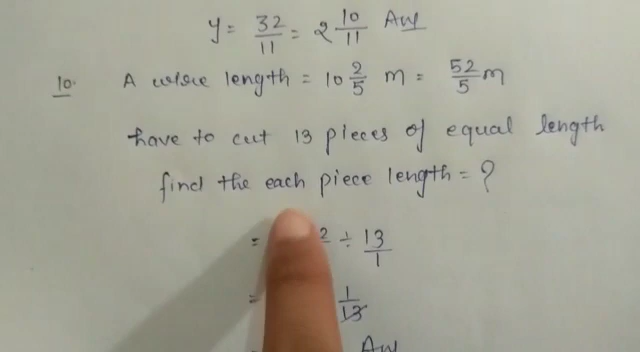 y = 32/11 = 2 10/11 Ans
10. A wire length = 10 2/5 m = 52/5 m
have to cut 13 pieces of equal length
find the each piece length = ?
= 2 ÷ 13/1
= 1/13
= Ans